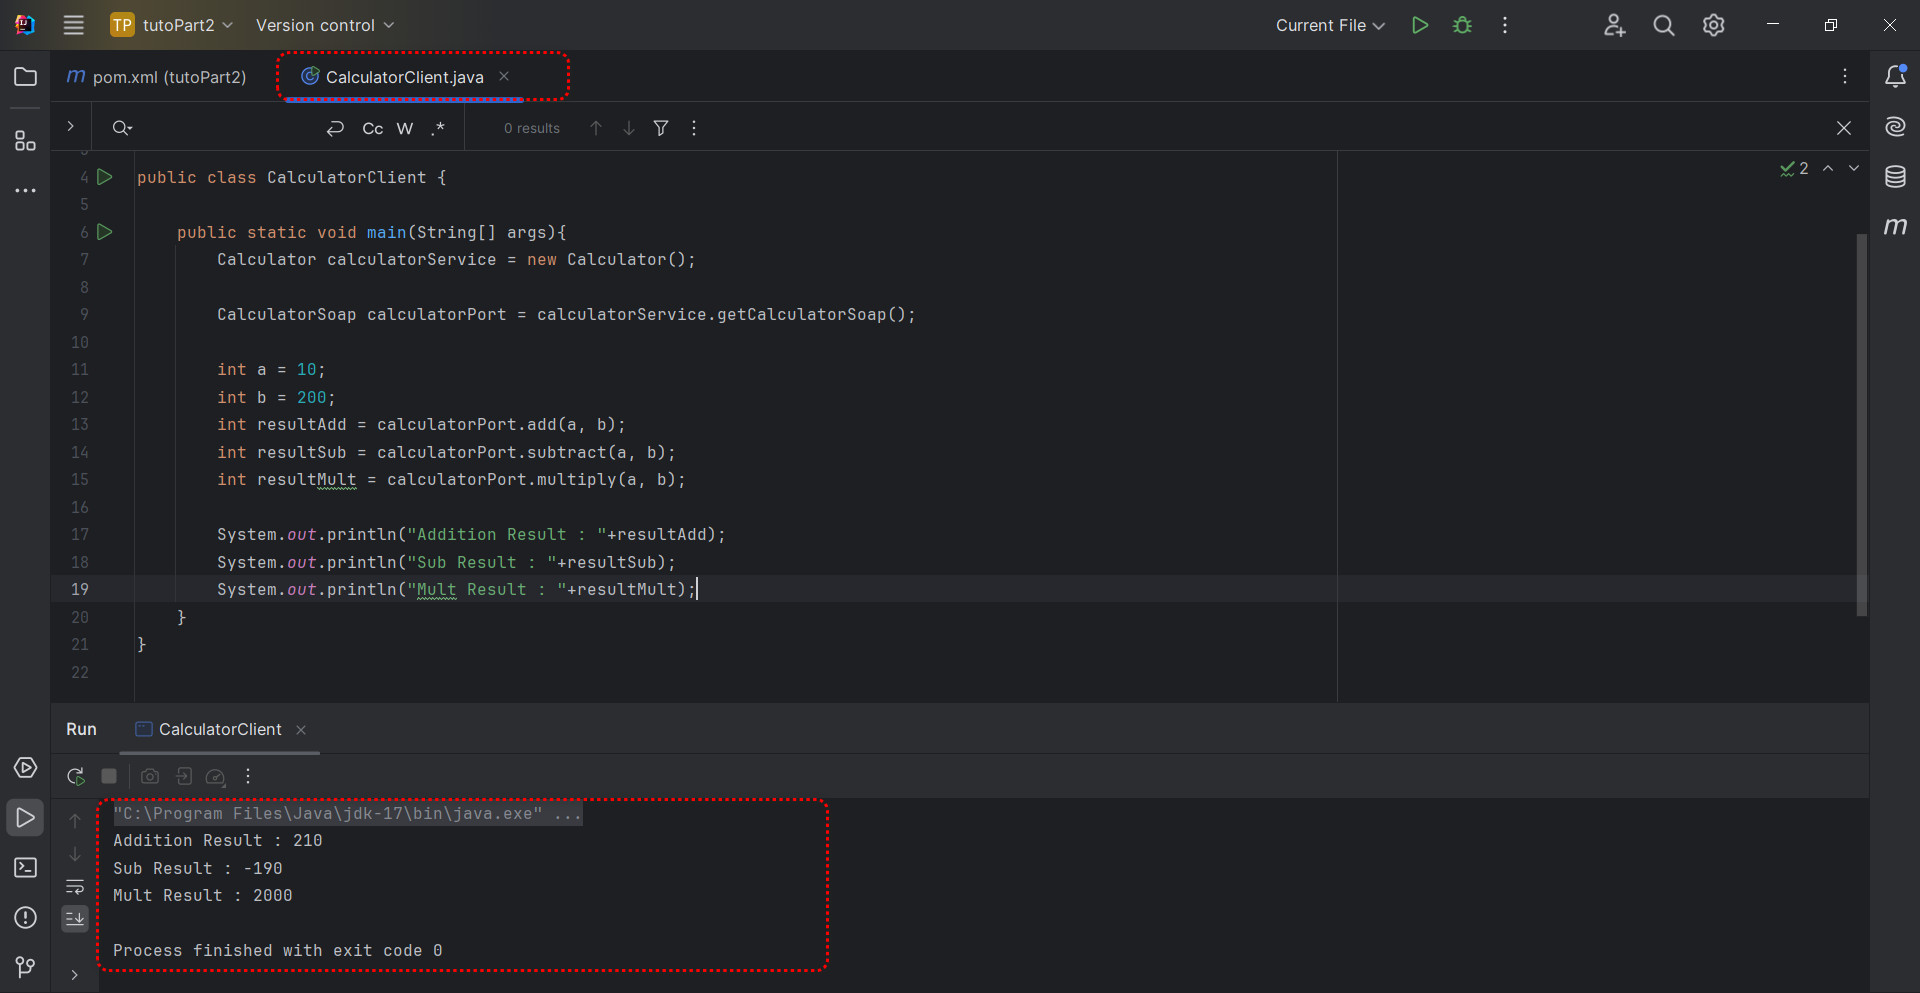 TP tutoPart2 Version control Current File
m pom.xml (tutoPart2) CalculatorClient.java
Cc W .* 0 results
4 public class CalculatorClient {
2
5
6     public static void main(String[] args){
7         Calculator calculatorService = new Calculator();
8
9         CalculatorSoap calculatorPort = calculatorService.getCalculatorSoap();
10
11         int a = 10;
12         int b = 200;
13         int resultAdd = calculatorPort.add(a, b);
14         int resultSub = calculatorPort.subtract(a, b);
15         int resultMult = calculatorPort.multiply(a, b);
16
17         System.out.println("Addition Result : "+resultAdd);
18         System.out.println("Sub Result : "+resultSub);
19         System.out.println("Mult Result : "+resultMult);
20     }
21 }
22
Run CalculatorClient
"C:\Program Files\Java\jdk-17\bin\java.exe" ...
Addition Result : 210
Sub Result : -190
Mult Result : 2000
Process finished with exit code 0